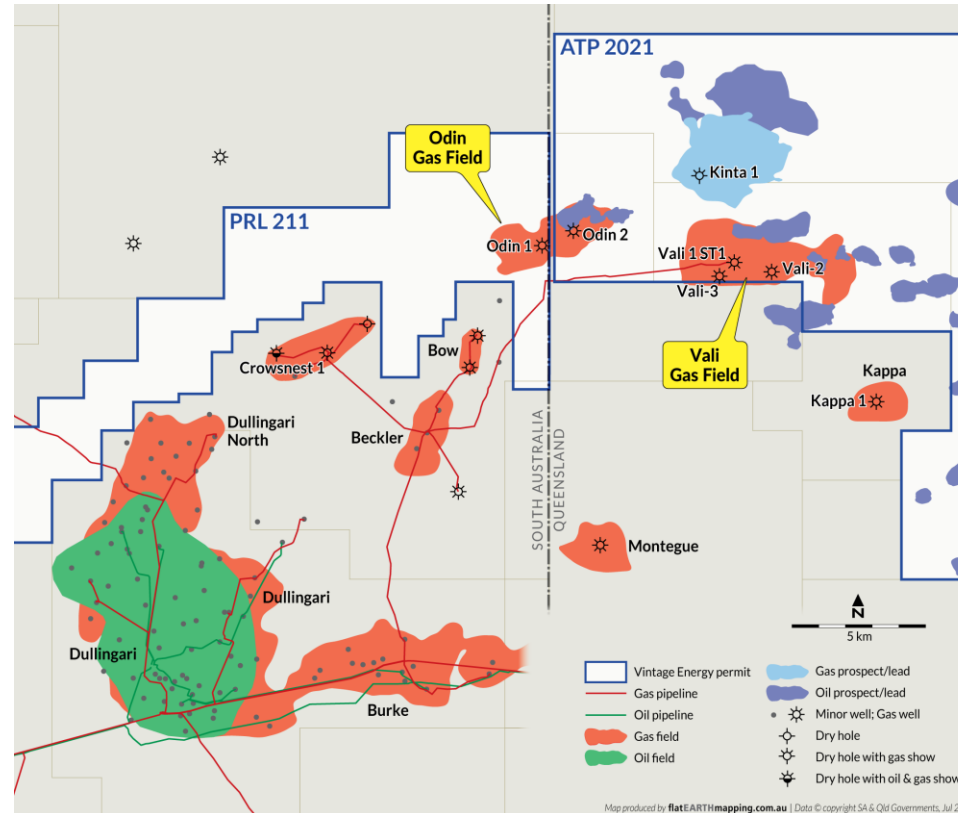 ATP 2021
Odin
Gas Field
Kinta 1
PRL 211
Odin 1
Odin 2
Vali 1 ST1
Vali-2
Vali-3
Bow
Crowsnest 1
Vali
Gas Field
Kappa
Kappa 1
Dullingari
North
Beckler
SOUTH AUSTRALIA
QUEENSLAND
Montegue
Dullingari
Dullingari
Burke
N
5 km
Vintage Energy permit
Gas pipeline
Oil pipeline
Gas field
Oil field
Gas prospect/lead
Oil prospect/lead
Minor well; Gas well
Dry hole
Dry hole with gas show
Dry hole with oil & gas show
Map produced by flatEARTHmapping.com.au | Data © copyright SA & Qld Governments, Jul 2